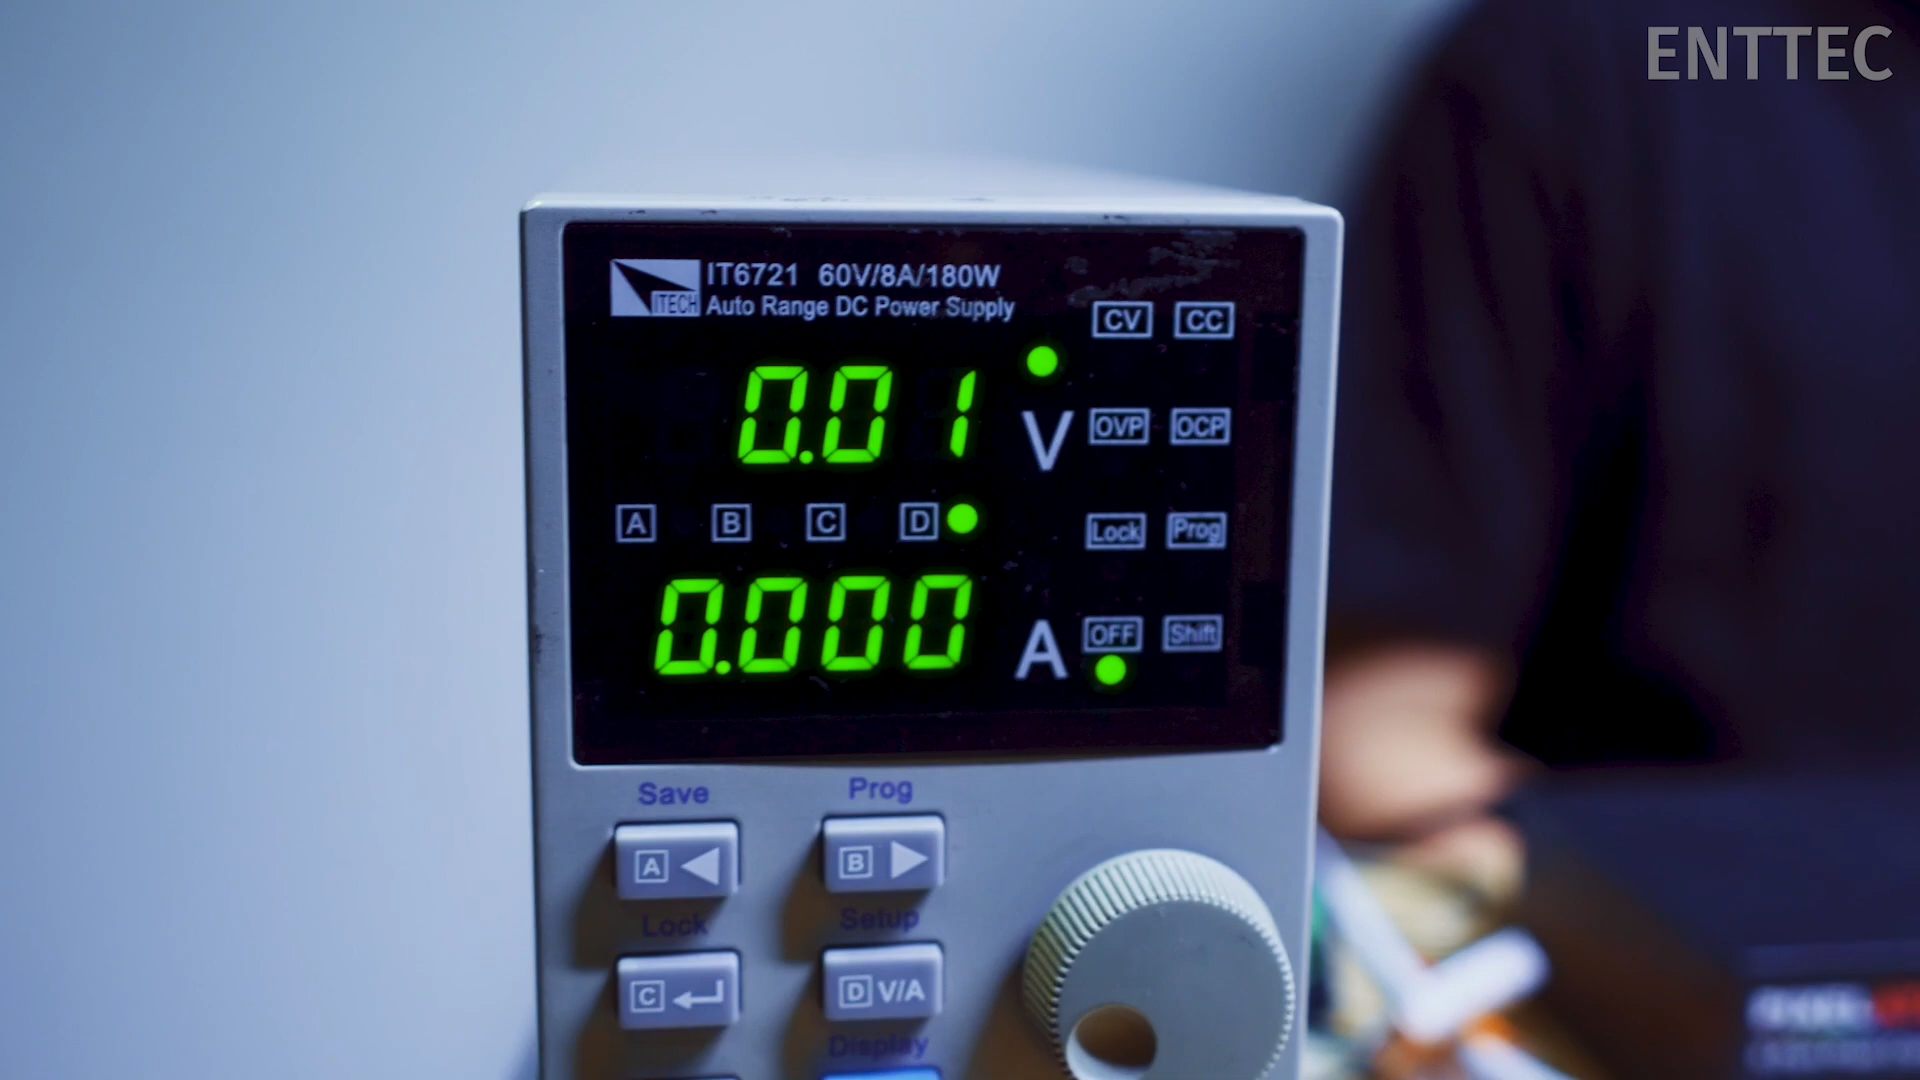 ENTTEC
ITECH
IT6721 60V/8A/180W
Auto Range DC Power Supply
CV CC
0.01 V
OVP OCP
A B C D
Lock Prog
0.000 A
OFF Shift
Save Prog
A B
Lock Setup
C D V/A
Display